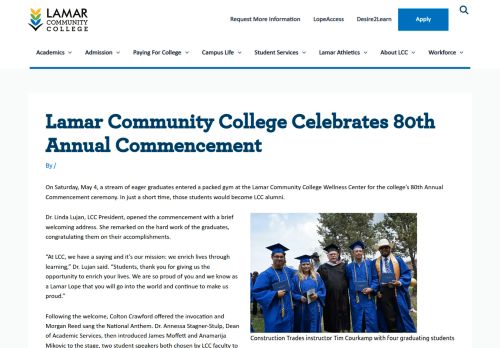 LAMAR
COMMUNITY
COLLEGE
Request More Information LopeAccess Desire2Learn Apply
Academics Admission Paying For College Campus Life Student Services Lamar Athletics About LCC Workforce
Lamar Community College Celebrates 80th
Annual Commencement
By /
On Saturday, May 4, a stream of eager graduates entered a packed gym at the Lamar Community College Wellness Center for the college's 80th Annual
Commencement ceremony. In just a short time, those students would become LCC alumni.
Dr. Linda Lujan, LCC President, opened the commencement with a brief
welcoming address. She remarked on the hard work of the graduates,
congratulating them on their accomplishments.
"At LCC, we have a saying and it's our mission: we enrich lives through
learning," Dr. Lujan said. "Students, thank you for giving us the
opportunity to enrich your lives. We are so proud of you and we know as
a Lamar Lope that you will go into the world and continue to make us
proud."
Following the welcome, Colton Crawford offered the invocation and
Morgan Reed sang the National Anthem. Dr. Annessa Stagner-Stulp, Dean
of Academic Services, then introduced James Moffett and Anamarija
Mikovic to the stage, two student speakers both chosen by LCC faculty to
Construction Trades instructor Tim Courkamp with four graduating students